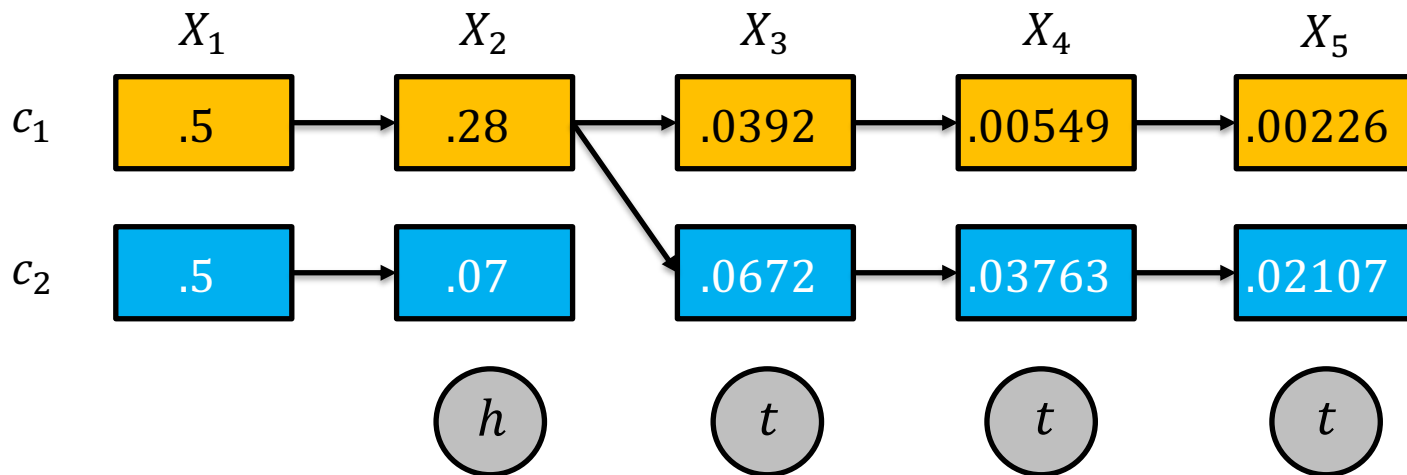 X₁ X₂ X₃ X₄ X₅
c₁ .5 .28 .0392 .00549 .00226
c₂ .5 .07 .0672 .03763 .02107
h t t t